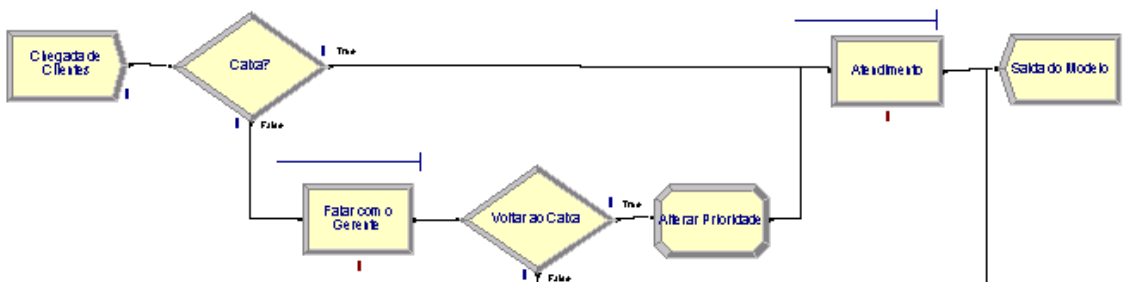 Chegada de
Clientes
Caixa?
True
False
Falar com o
Gerente
Voltar ao Caixa
True
False
Alterar Prioridade
Atendimento
Saída do Modelo